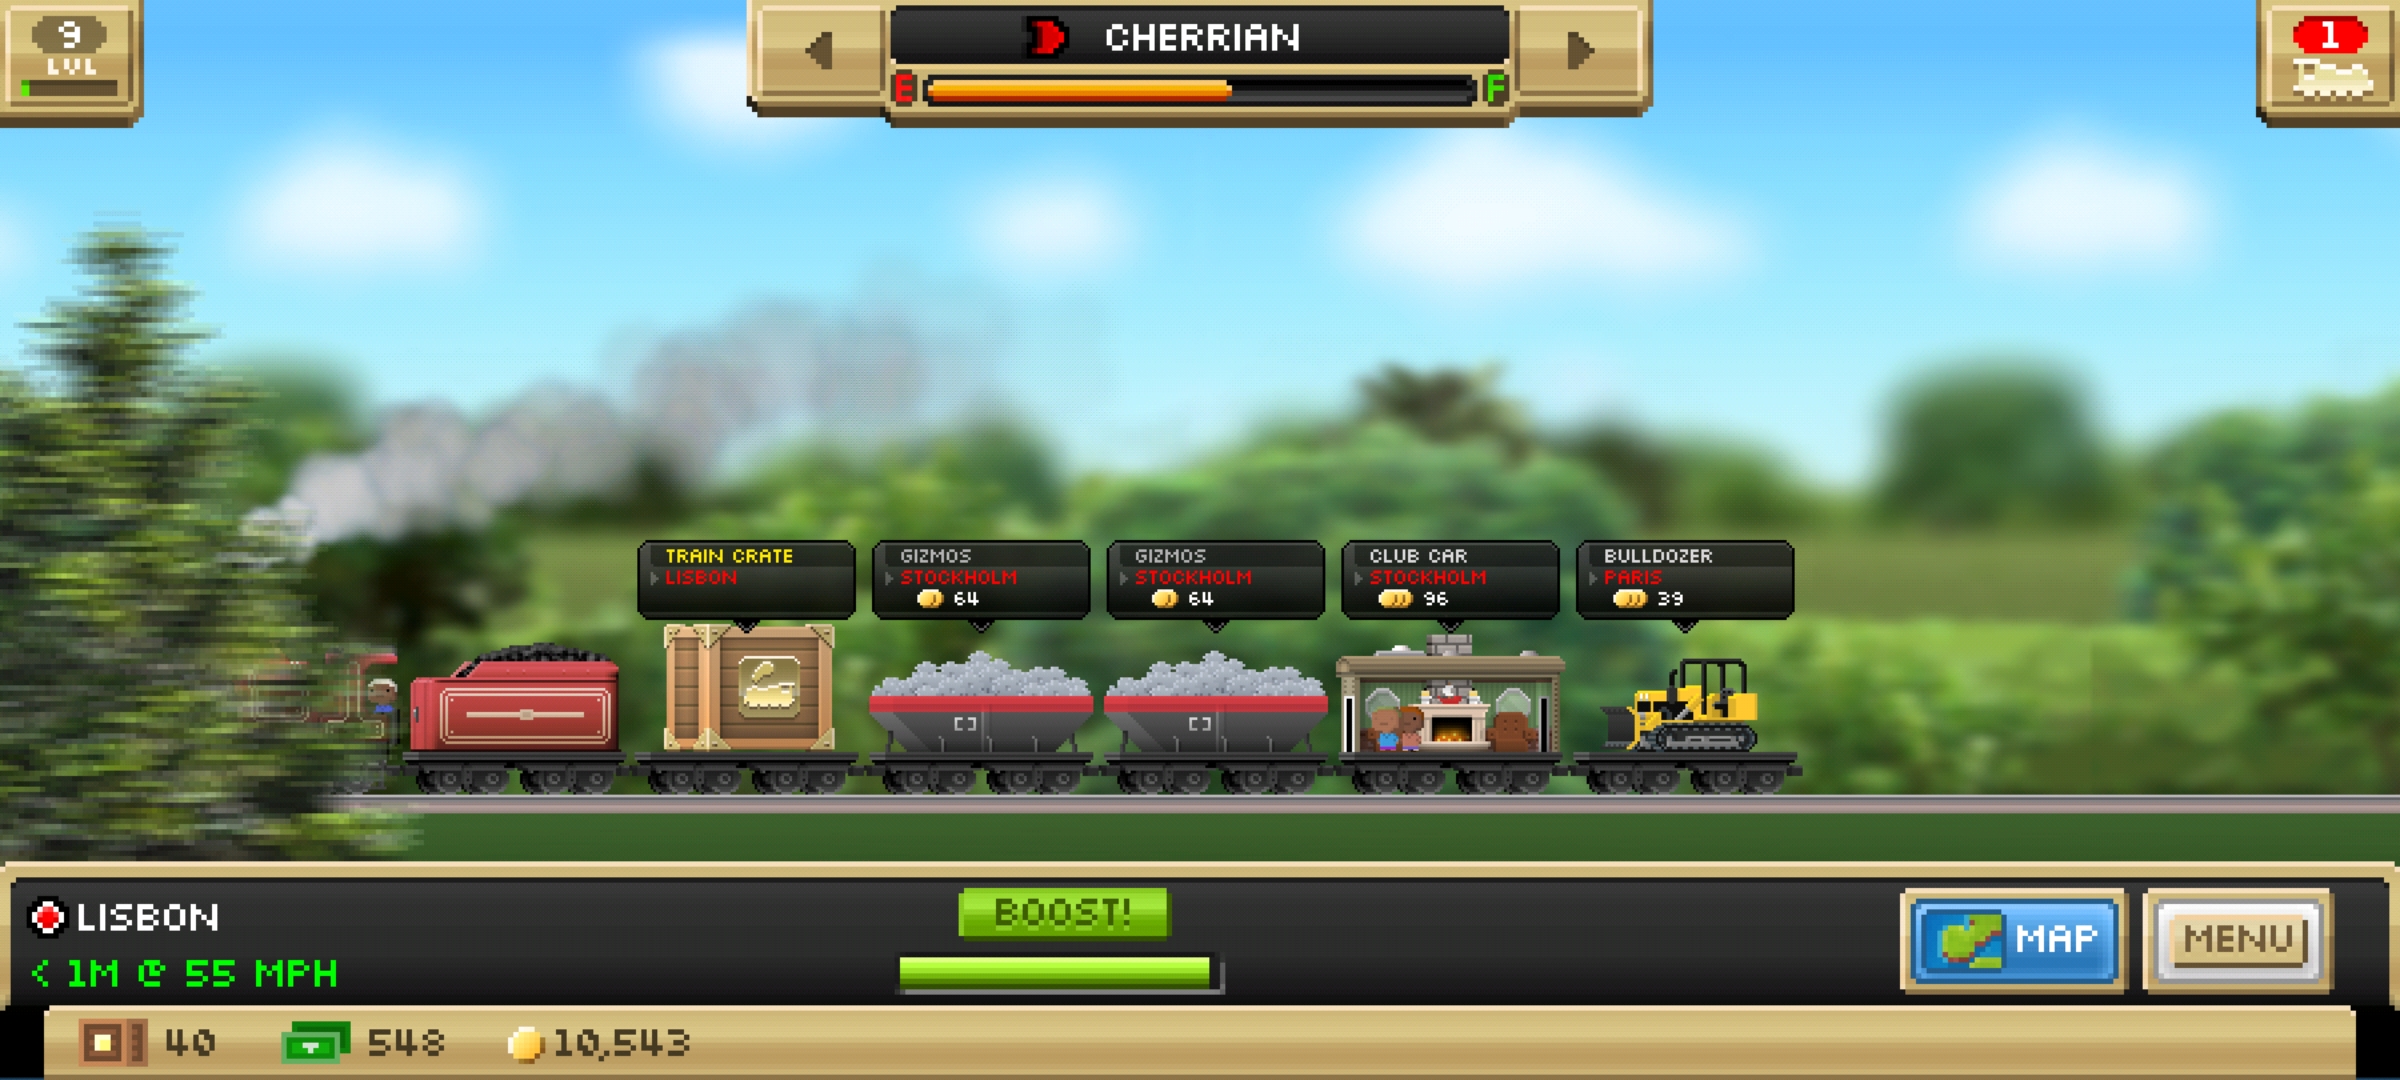 9
LVL
CHERRIAN
E
F
1
TRAIN CRATE
LISBON
GIZMOS
STOCKHOLM
64
GIZMOS
STOCKHOLM
64
CLUB CAR
STOCKHOLM
96
BULLDOZER
PARIS
39
LISBON
< 1M @ 55 MPH
BOOST!
MAP
MENU
40
548
10,543